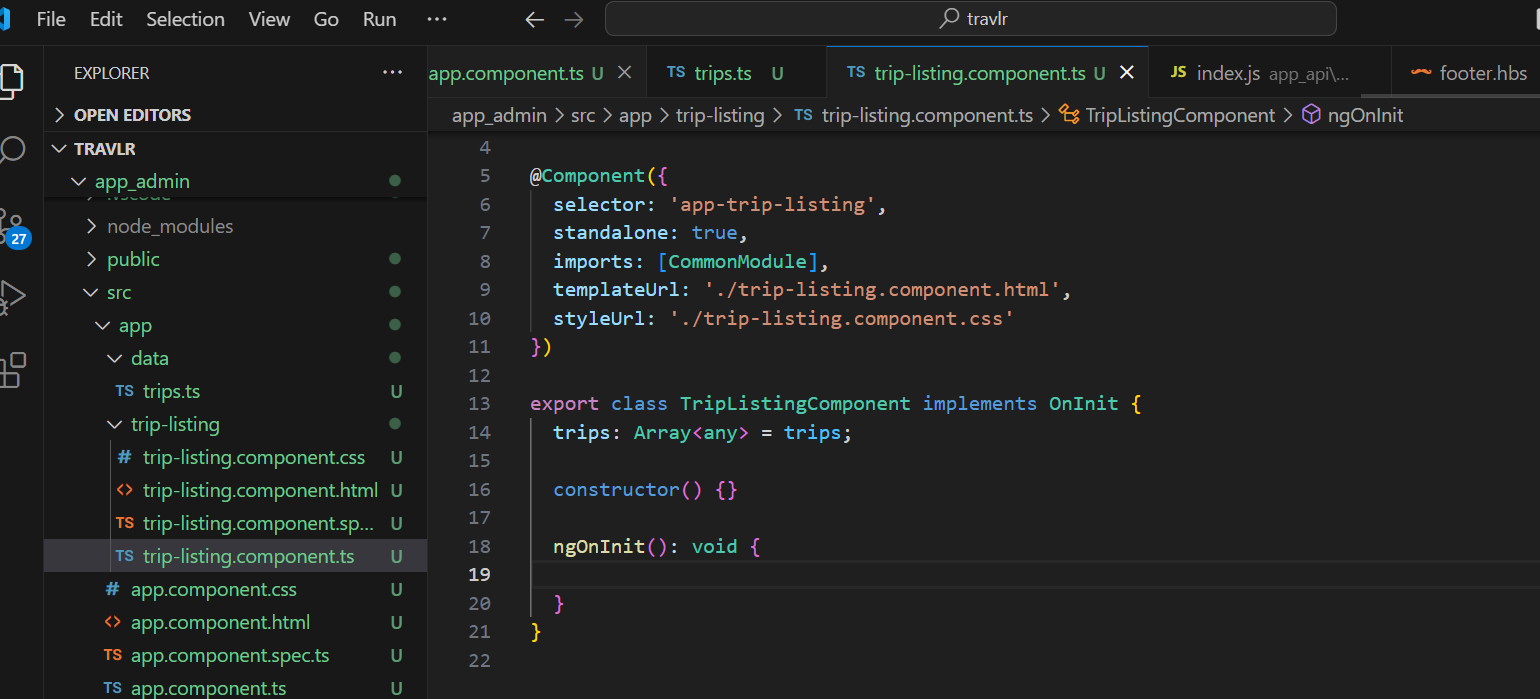 File Edit Selection View Go Run ··· ← → travlr
EXPLORER ···
OPEN EDITORS
TRAVLR
app_admin
.vscode
node_modules
public
src
app
data
TS trips.ts U
trip-listing
# trip-listing.component.css U
<> trip-listing.component.html U
TS trip-listing.component.sp... U
TS trip-listing.component.ts U
# app.component.css U
<> app.component.html U
TS app.component.spec.ts U
TS app.component.ts U
27
app.component.ts U × TS trips.ts U TS trip-listing.component.ts U × JS index.js app_api\... footer.hbs
app_admin > src > app > trip-listing > TS trip-listing.component.ts > TripListingComponent > ngOnInit
4
5 @Component({
6 selector: 'app-trip-listing',
7 standalone: true,
8 imports: [CommonModule],
9 templateUrl: './trip-listing.component.html',
10 styleUrl: './trip-listing.component.css'
11 })
12
13 export class TripListingComponent implements OnInit {
14 trips: Array<any> = trips;
15
16 constructor() {}
17
18 ngOnInit(): void {
19
20 }
21 }
22